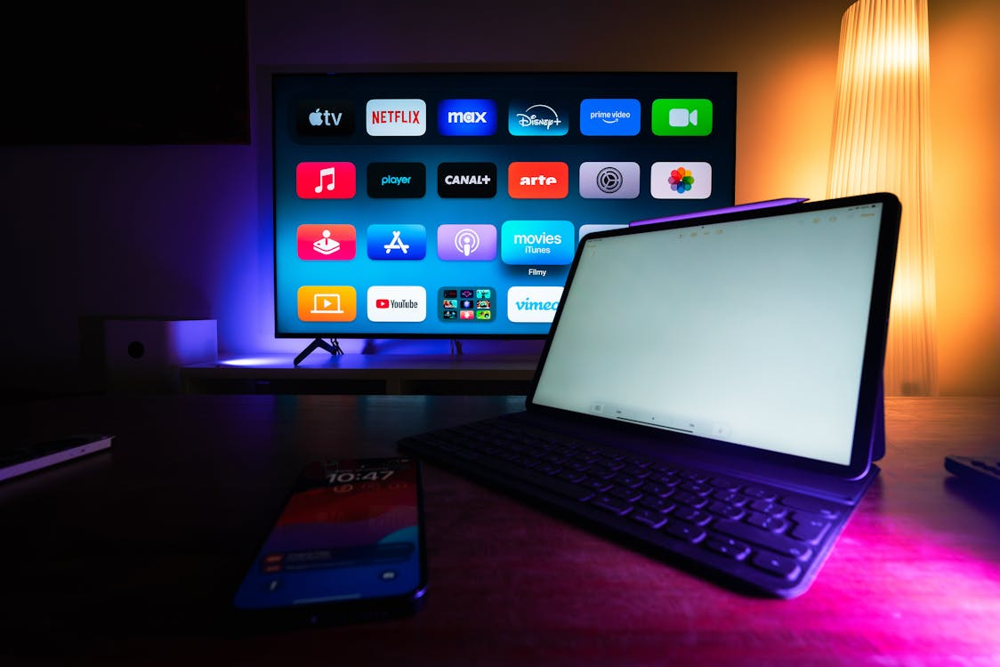 tv
NETFLIX
max
Disney+
prime video
player
CANAL+
arte
movies
iTunes
Filmy
YouTube
vimeo
10:47